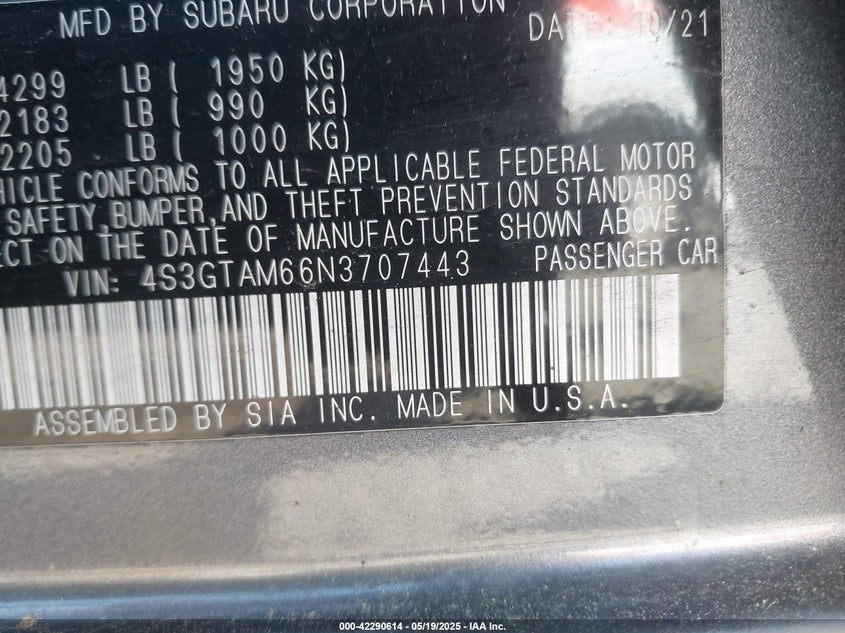 MFD BY SUBARU CORPORATION DATE: 10/21
4299 LB ( 1950 KG)
2183 LB ( 990 KG)
2205 LB ( 1000 KG)
HICLE CONFORMS TO ALL APPLICABLE FEDERAL MOTOR
SAFETY,BUMPER,AND THEFT PREVENTION STANDARDS
ECT ON THE DATE OF MANUFACTURE SHOWN ABOVE.
VIN: 4S3GTAM66N3707443 PASSENGER CAR
ASSEMBLED BY SIA INC. MADE IN U.S.A.
000-42290614 - 05/19/2025 - IAA Inc.